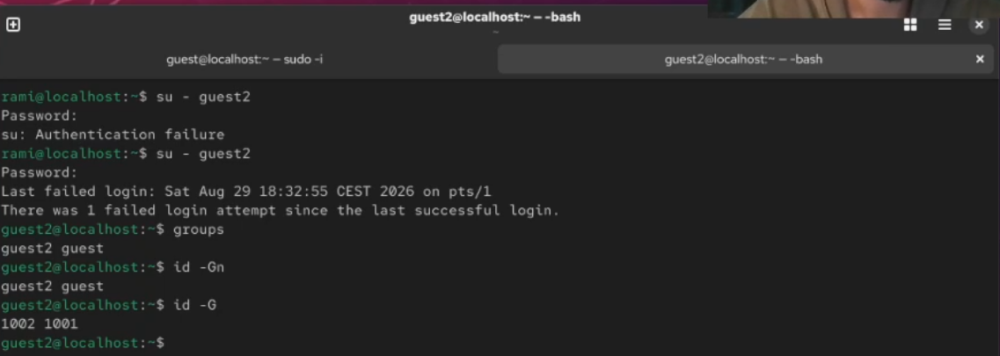 guest2@localhost:~ — -bash
~
guest@localhost:~ — sudo -i
guest2@localhost:~ — -bash
rami@localhost:~$ su - guest2
Password:
su: Authentication failure
rami@localhost:~$ su - guest2
Password:
Last failed login: Sat Aug 29 18:32:55 CEST 2026 on pts/1
There was 1 failed login attempt since the last successful login.
guest2@localhost:~$ groups
guest2 guest
guest2@localhost:~$ id -Gn
guest2 guest
guest2@localhost:~$ id -G
1002 1001
guest2@localhost:~$